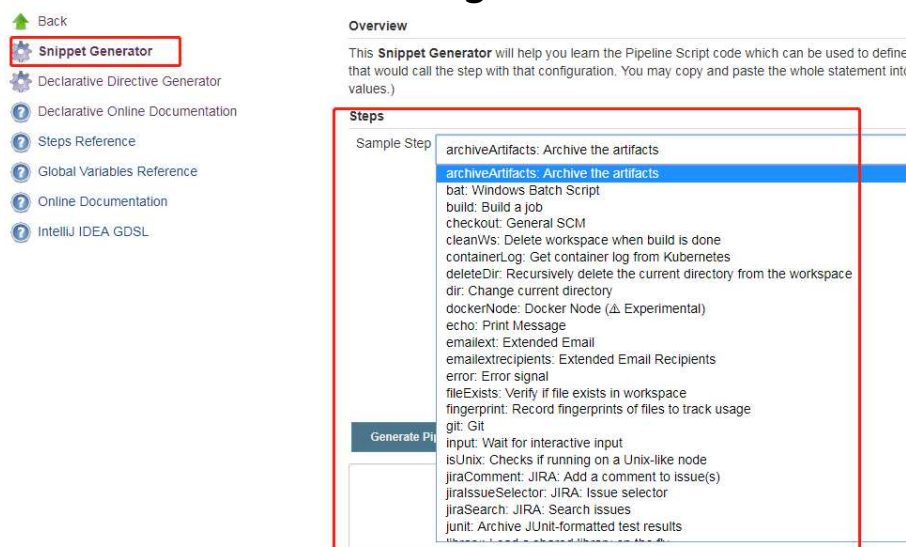 Back
Snippet Generator
Declarative Directive Generator
Declarative Online Documentation
Steps Reference
Global Variables Reference
Online Documentation
IntelliJ IDEA GDSL
Overview
This Snippet Generator will help you learn the Pipeline Script code which can be used to define
that would call the step with that configuration. You may copy and paste the whole statement into
values.)
Steps
Sample Step
archiveArtifacts: Archive the artifacts
archiveArtifacts: Archive the artifacts
bat: Windows Batch Script
build: Build a job
checkout: General SCM
cleanWs: Delete workspace when build is done
containerLog: Get container log from Kubernetes
deleteDir: Recursively delete the current directory from the workspace
dir: Change current directory
dockerNode: Docker Node (⚠ Experimental)
echo: Print Message
emailext: Extended Email
emailextrecipients: Extended Email Recipients
error: Error signal
fileExists: Verify if file exists in workspace
fingerprint: Record fingerprints of files to track usage
git: Git
input: Wait for interactive input
isUnix: Checks if running on a Unix-like node
jiraComment: JIRA: Add a comment to issue(s)
jiraIssueSelector: JIRA: Issue selector
jiraSearch: JIRA: Search issues
junit: Archive JUnit-formatted test results
Generate Pi